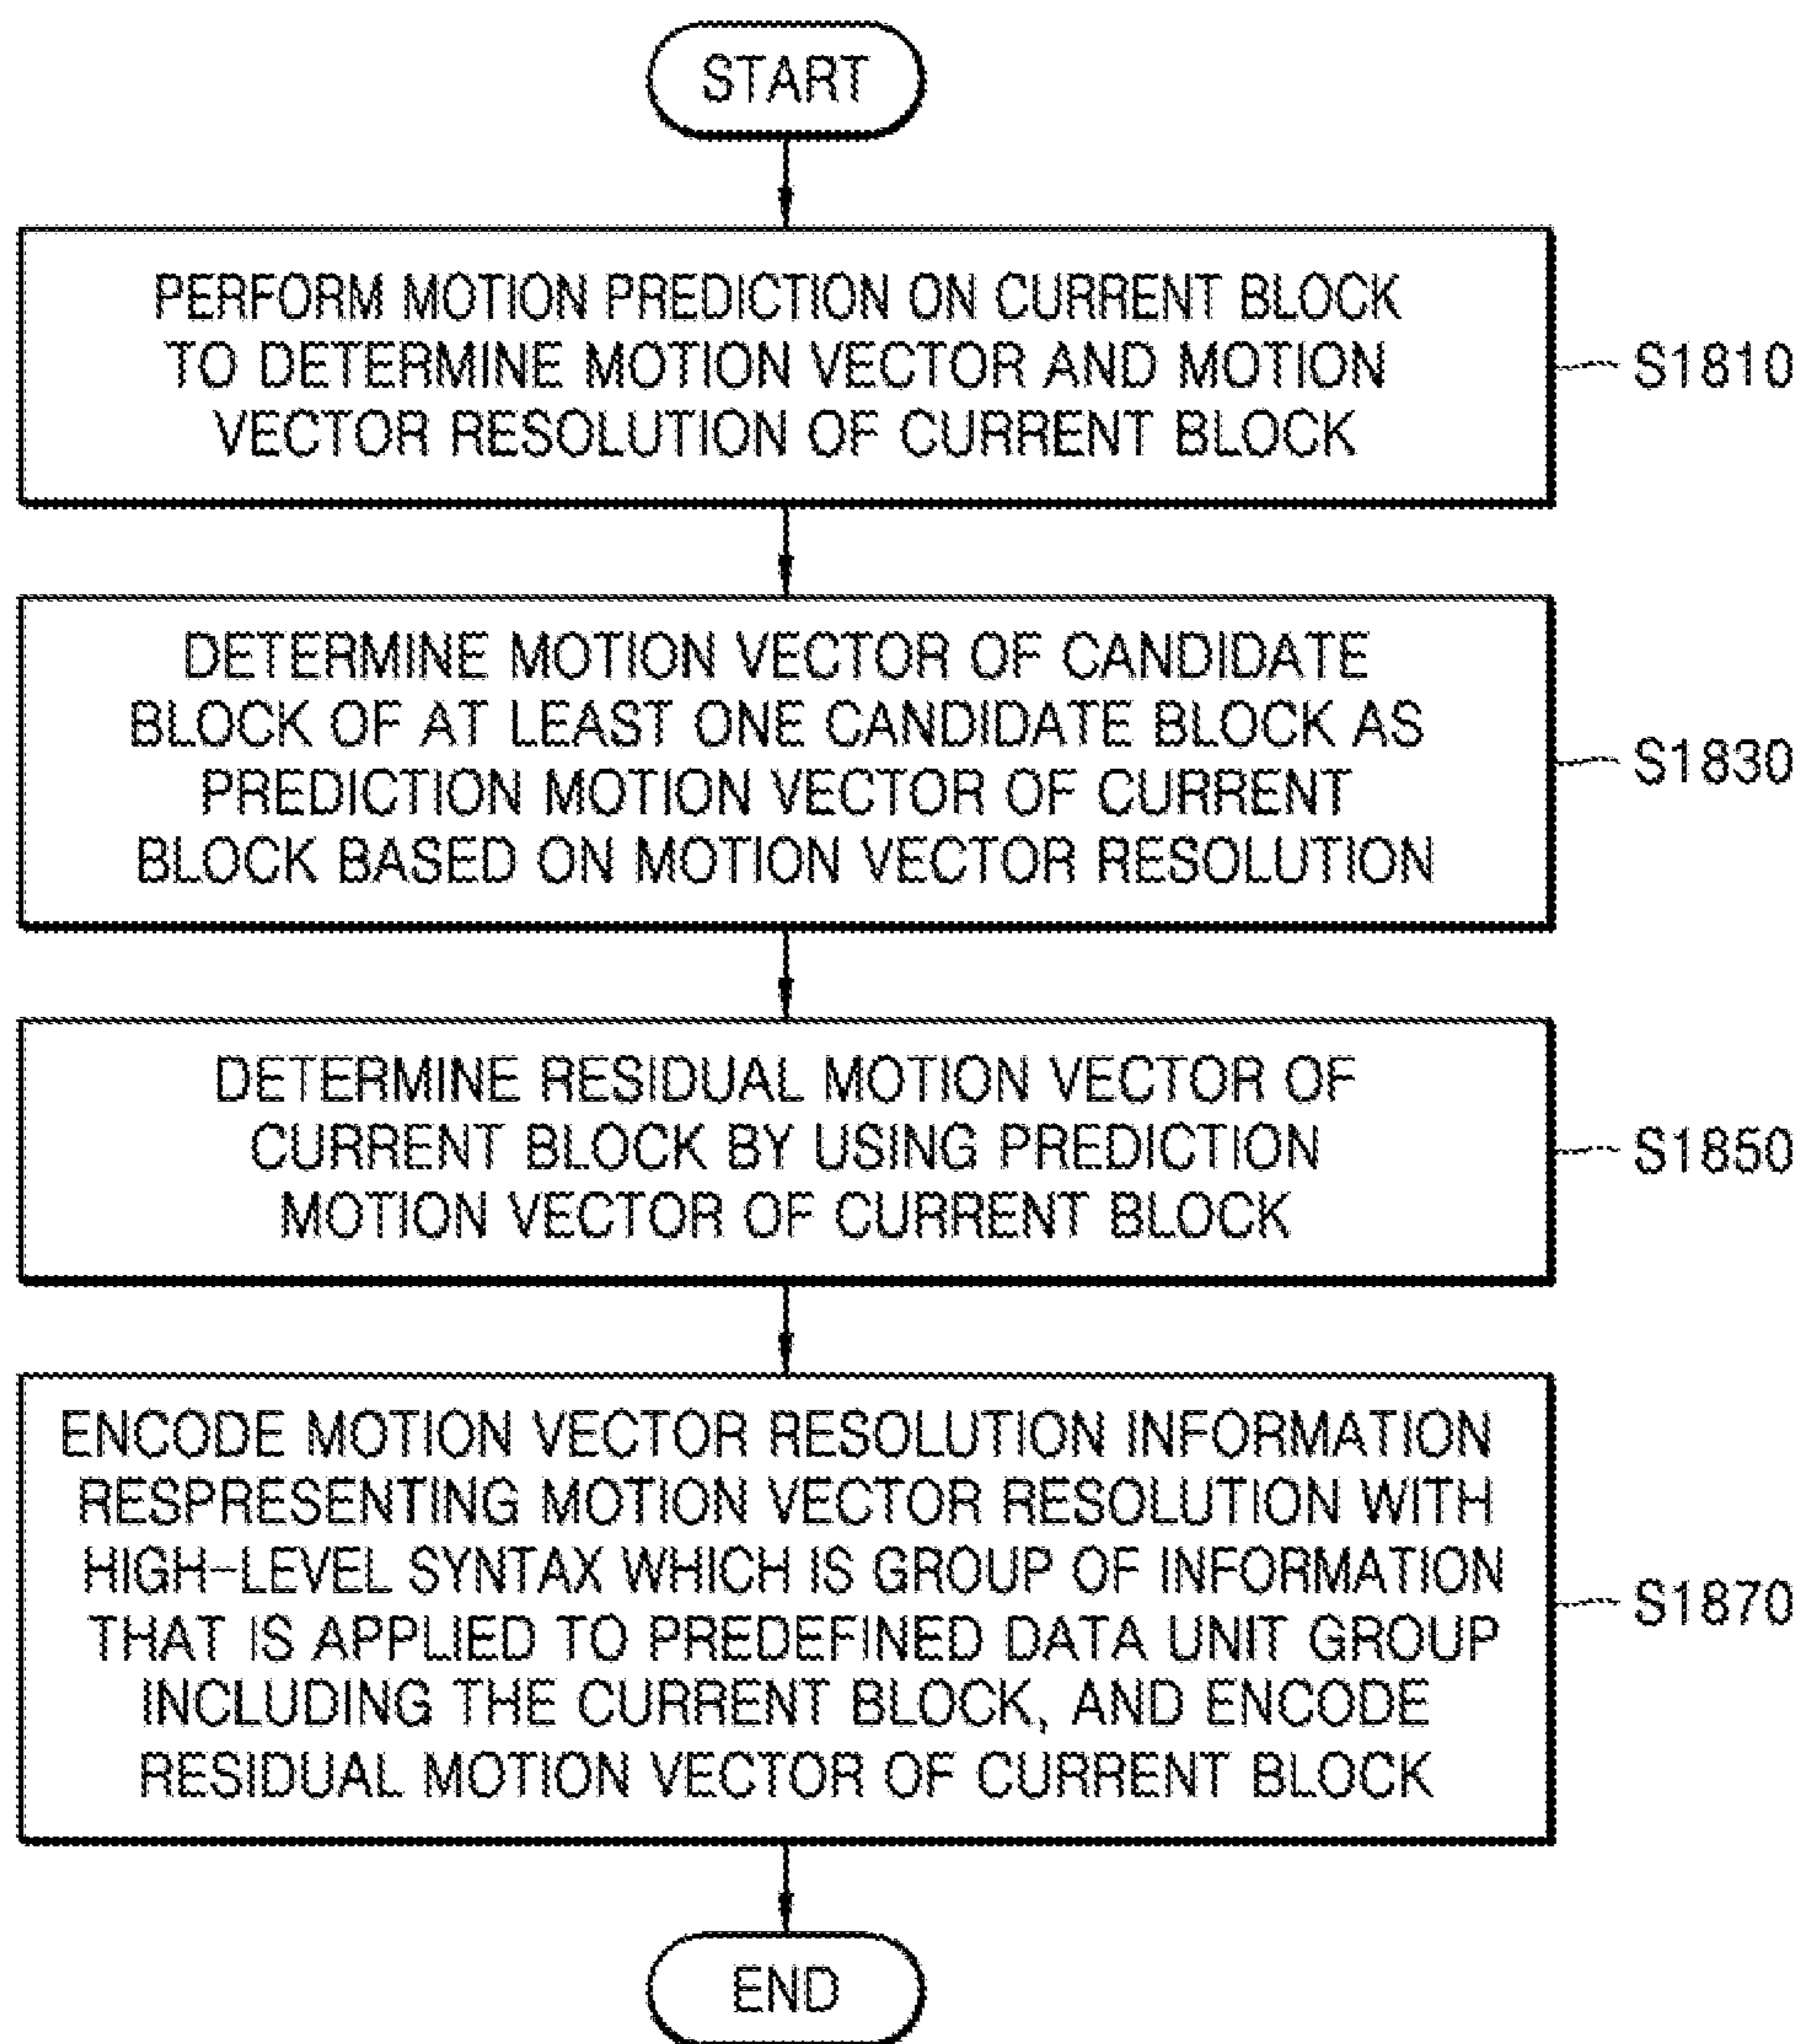 START
PERFORM MOTION PREDICTION ON CURRENT BLOCK
TO DETERMINE MOTION VECTOR AND MOTION
VECTOR RESOLUTION OF CURRENT BLOCK
S1810
DETERMINE MOTION VECTOR OF CANDIDATE
BLOCK OF AT LEAST ONE CANDIDATE BLOCK AS
PREDICTION MOTION VECTOR OF CURRENT
BLOCK BASED ON MOTION VECTOR RESOLUTION
S1830
DETERMINE RESIDUAL MOTION VECTOR OF
CURRENT BLOCK BY USING PREDICTION
MOTION VECTOR OF CURRENT BLOCK
S1850
ENCODE MOTION VECTOR RESOLUTION INFORMATION
RESPRESENTING MOTION VECTOR RESOLUTION WITH
HIGH-LEVEL SYNTAX WHICH IS GROUP OF INFORMATION
THAT IS APPLIED TO PREDEFINED DATA UNIT GROUP
INCLUDING THE CURRENT BLOCK, AND ENCODE
RESIDUAL MOTION VECTOR OF CURRENT BLOCK
S1870
END